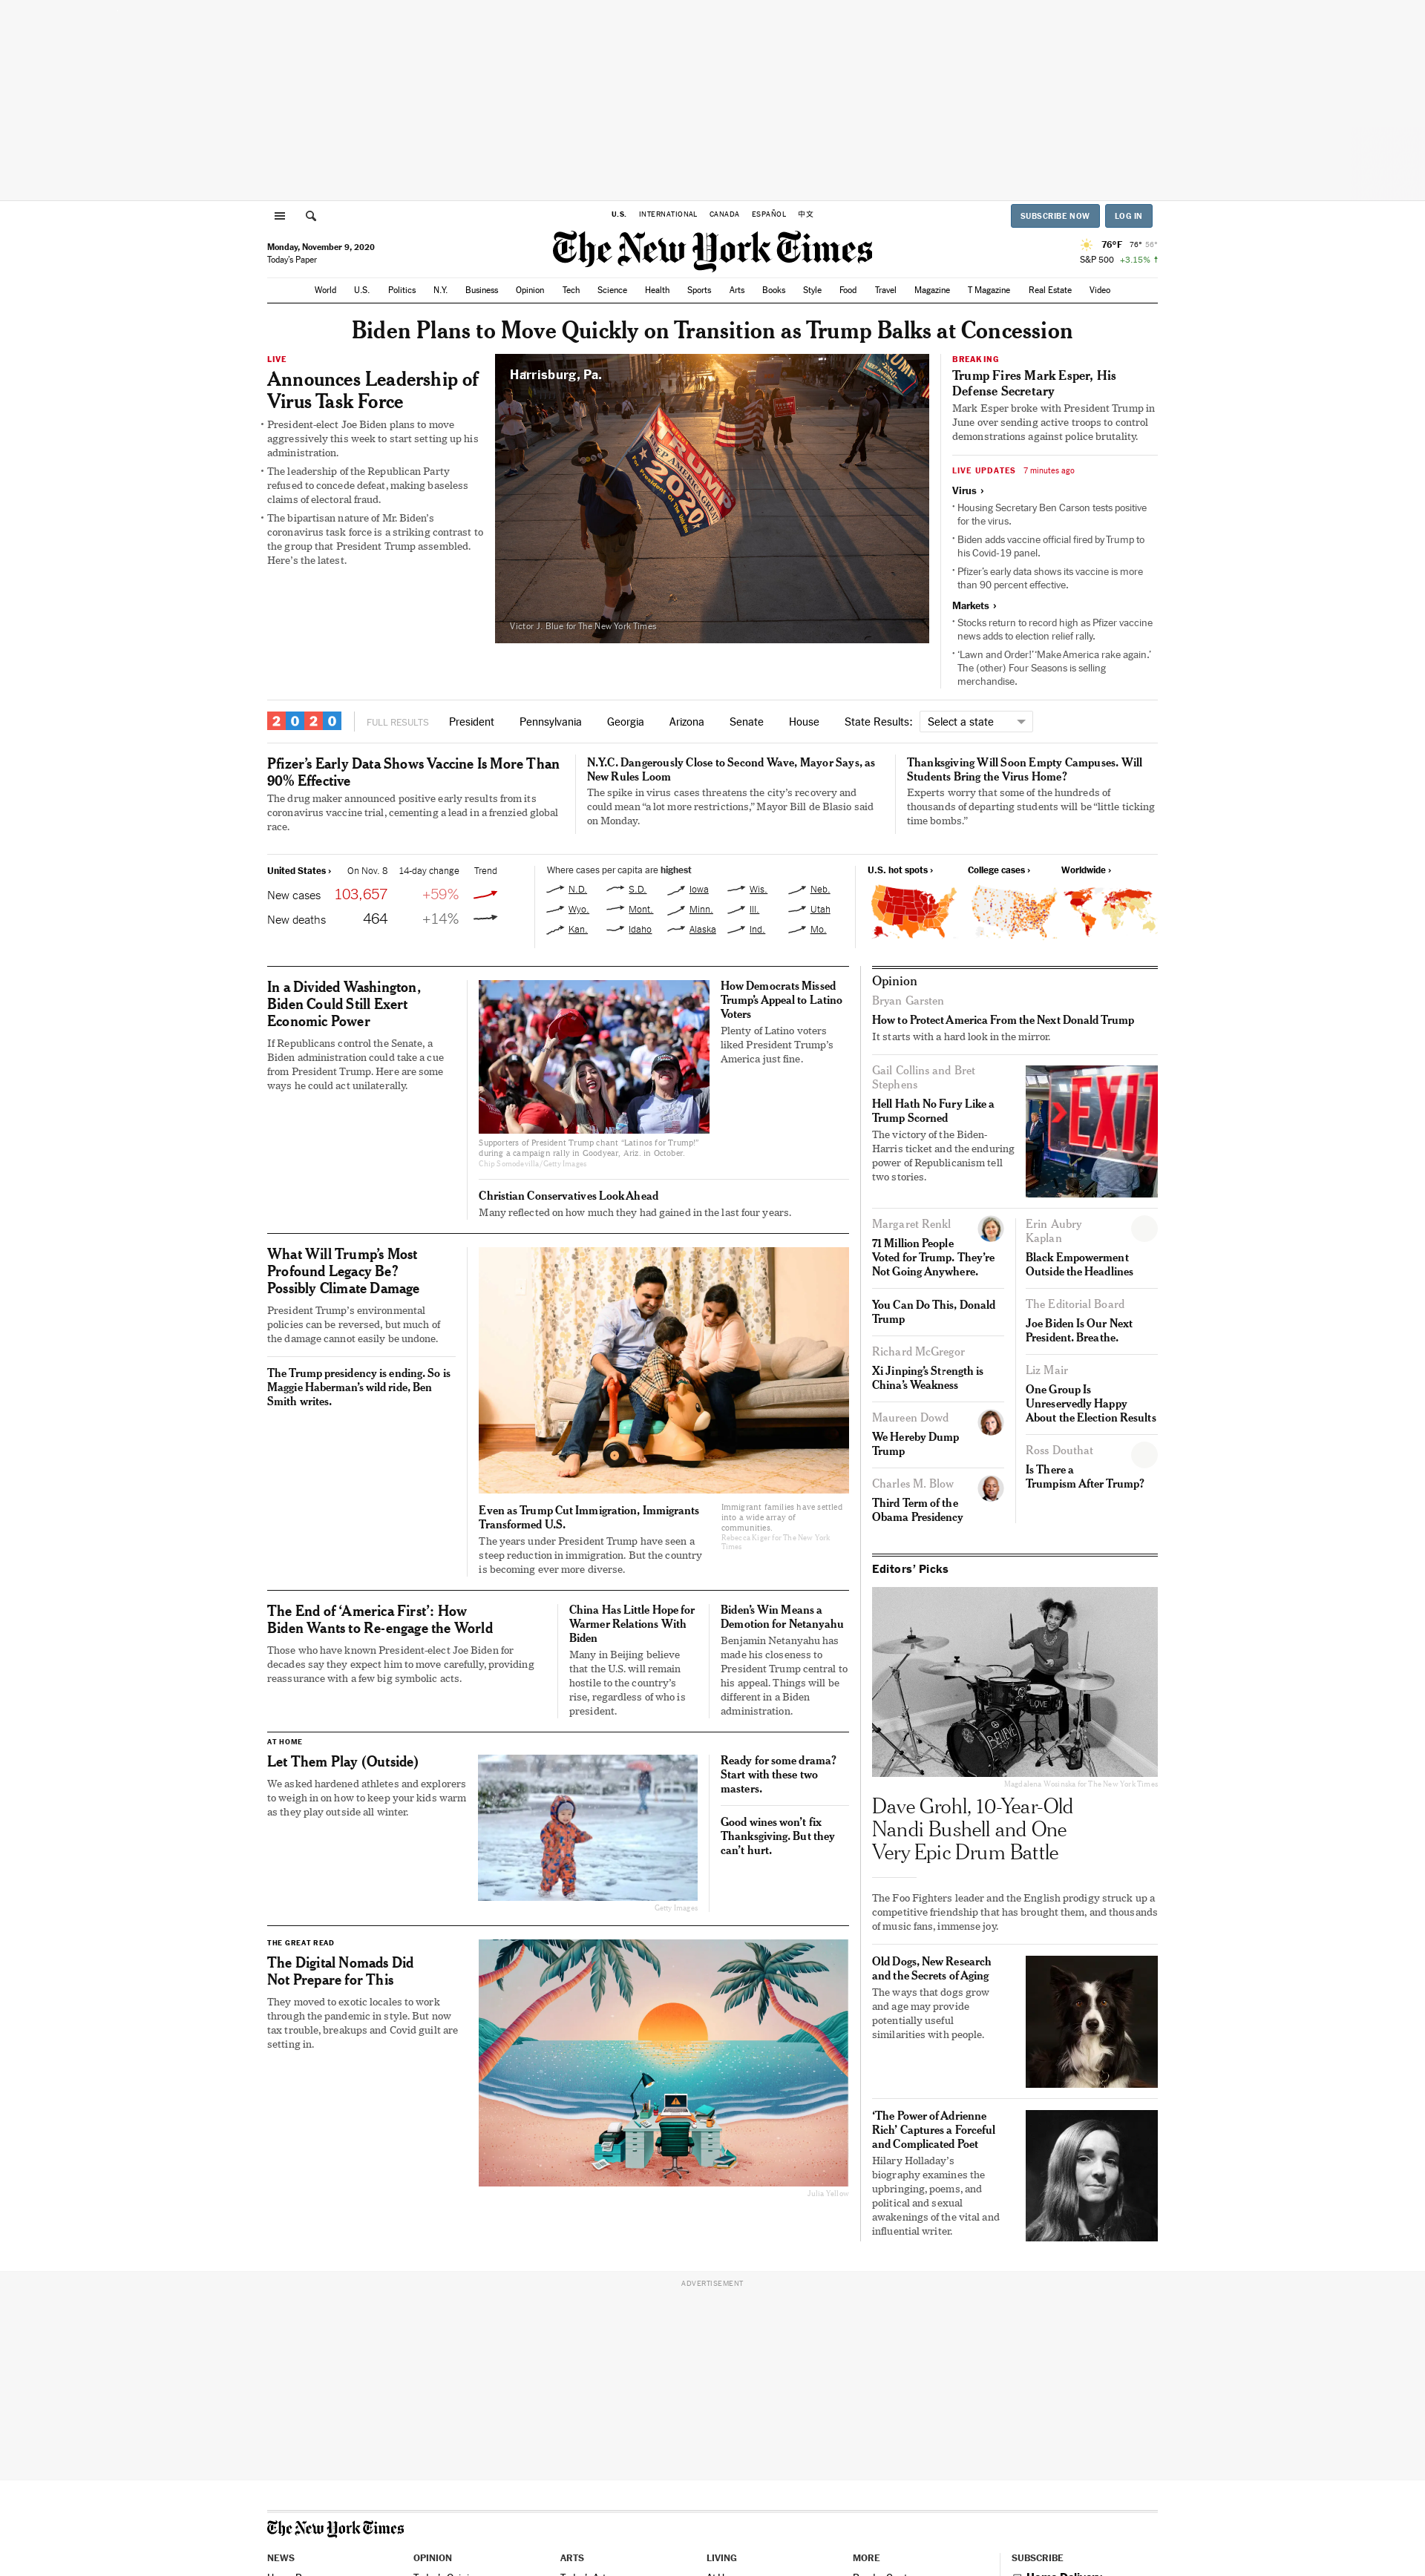 U.S. INTERNATIONAL CANADA ESPAÑOL 中文
SUBSCRIBE NOW LOG IN
Monday, November 9, 2020
Today's Paper
The New York Times
76°F 76° 56°
S&P 500 +3.15% ↑
World U.S. Politics N.Y. Business Opinion Tech Science Health Sports Arts Books Style Food Travel Magazine T Magazine Real Estate Video
Biden Plans to Move Quickly on Transition as Trump Balks at Concession
LIVE
Announces Leadership of
Virus Task Force
• President-elect Joe Biden plans to move
aggressively this week to start setting up his
administration.
• The leadership of the Republican Party
refused to concede defeat, making baseless
claims of electoral fraud.
• The bipartisan nature of Mr. Biden's
coronavirus task force is a striking contrast to
the group that President Trump assembled.
Here's the latest.
Harrisburg, Pa.
TRUMP
TRUMP
KEEP AMERICA GREAT
2020
Victor J. Blue for The New York Times
BREAKING
Trump Fires Mark Esper, His
Defense Secretary
Mark Esper broke with President Trump in
June over sending active troops to control
demonstrations against police brutality.
LIVE UPDATES 7 minutes ago
Virus ›
• Housing Secretary Ben Carson tests positive
for the virus.
• Biden adds vaccine official fired by Trump to
his Covid-19 panel.
• Pfizer's early data shows its vaccine is more
than 90 percent effective.
Markets ›
• Stocks return to record high as Pfizer vaccine
news adds to election relief rally.
• 'Lawn and Order!' 'Make America rake again.'
The (other) Four Seasons is selling
merchandise.
2020 FULL RESULTS President Pennsylvania Georgia Arizona Senate House State Results: Select a state
Pfizer's Early Data Shows Vaccine Is More Than
90% Effective
The drug maker announced positive early results from its
coronavirus vaccine trial, cementing a lead in a frenzied global
race.
N.Y.C. Dangerously Close to Second Wave, Mayor Says, as
New Rules Loom
The spike in virus cases threatens the city's recovery and
could mean "a lot more restrictions," Mayor Bill de Blasio said
on Monday.
Thanksgiving Will Soon Empty Campuses. Will
Students Bring the Virus Home?
Experts worry that some of the hundreds of
thousands of departing students will be "little ticking
time bombs."
United States › On Nov. 8 14-day change Trend
New cases 103,657 +59%
New deaths 464 +14%
Where cases per capita are highest
N.D. S.D. Iowa Wis. Neb.
Wyo. Mont. Minn. Ill. Utah
Kan. Idaho Alaska Ind. Mo.
U.S. hot spots › College cases › Worldwide ›
In a Divided Washington,
Biden Could Still Exert
Economic Power
If Republicans control the Senate, a
Biden administration could take a cue
from President Trump. Here are some
ways he could act unilaterally.
Supporters of President Trump chant "Latinos for Trump!"
during a campaign rally in Goodyear, Ariz. in October.
Chip Somodevilla/Getty Images
How Democrats Missed
Trump's Appeal to Latino
Voters
Plenty of Latino voters
liked President Trump's
America just fine.
Christian Conservatives Look Ahead
Many reflected on how much they had gained in the last four years.
What Will Trump's Most
Profound Legacy Be?
Possibly Climate Damage
President Trump's environmental
policies can be reversed, but much of
the damage cannot easily be undone.
The Trump presidency is ending. So is
Maggie Haberman's wild ride, Ben
Smith writes.
Even as Trump Cut Immigration, Immigrants
Transformed U.S.
The years under President Trump have seen a
steep reduction in immigration. But the country
is becoming ever more diverse.
Immigrant families have settled
into a wide array of
communities.
Rebecca Kiger for The New York
Times
The End of 'America First': How
Biden Wants to Re-engage the World
Those who have known President-elect Joe Biden for
decades say they expect him to move carefully, providing
reassurance with a few big symbolic acts.
China Has Little Hope for
Warmer Relations With
Biden
Many in Beijing believe
that the U.S. will remain
hostile to the country's
rise, regardless of who is
president.
Biden's Win Means a
Demotion for Netanyahu
Benjamin Netanyahu has
made his closeness to
President Trump central to
his appeal. Things will be
different in a Biden
administration.
AT HOME
Let Them Play (Outside)
We asked hardened athletes and explorers
to weigh in on how to keep your kids warm
as they play outside all winter.
Getty Images
Ready for some drama?
Start with these two
masters.
Good wines won't fix
Thanksgiving. But they
can't hurt.
THE GREAT READ
The Digital Nomads Did
Not Prepare for This
They moved to exotic locales to work
through the pandemic in style. But now
tax trouble, breakups and Covid guilt are
setting in.
Julia Yellow
Opinion
Bryan Garsten
How to Protect America From the Next Donald Trump
It starts with a hard look in the mirror.
Gail Collins and Bret
Stephens
Hell Hath No Fury Like a
Trump Scorned
The victory of the Biden-
Harris ticket and the enduring
power of Republicanism tell
two stories.
EXIT
Margaret Renkl
71 Million People
Voted for Trump. They're
Not Going Anywhere.
You Can Do This, Donald
Trump
Richard McGregor
Xi Jinping's Strength is
China's Weakness
Maureen Dowd
We Hereby Dump
Trump
Charles M. Blow
Third Term of the
Obama Presidency
Erin Aubry
Kaplan
Black Empowerment
Outside the Headlines
The Editorial Board
Joe Biden Is Our Next
President. Breathe.
Liz Mair
One Group Is
Unreservedly Happy
About the Election Results
Ross Douthat
Is There a
Trumpism After Trump?
Editors' Picks
LOVE
BELIEVE
Magdalena Wosinska for The New York Times
Dave Grohl, 10-Year-Old
Nandi Bushell and One
Very Epic Drum Battle
The Foo Fighters leader and the English prodigy struck up a
competitive friendship that has brought them, and thousands
of music fans, immense joy.
Old Dogs, New Research
and the Secrets of Aging
The ways that dogs grow
and age may provide
potentially useful
similarities with people.
'The Power of Adrienne
Rich' Captures a Forceful
and Complicated Poet
Hilary Holladay's
biography examines the
upbringing, poems, and
political and sexual
awakenings of the vital and
influential writer.
ADVERTISEMENT
The New York Times
NEWS OPINION ARTS LIVING MORE SUBSCRIBE